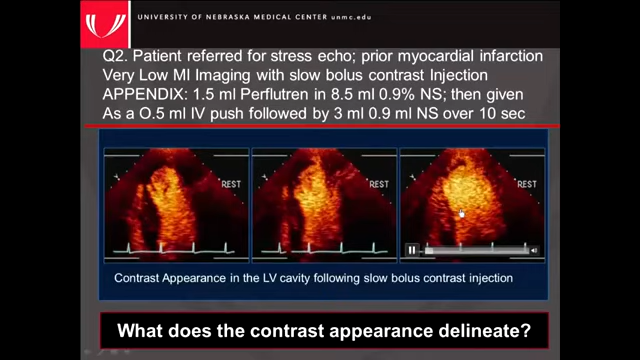 UNIVERSITY OF NEBRASKA MEDICAL CENTER unmc.edu
Q2. Patient referred for stress echo; prior myocardial infarction
Very Low MI Imaging with slow bolus contrast Injection
APPENDIX: 1.5 ml Perflutren in 8.5 ml 0.9% NS; then given
As a O.5 ml IV push followed by 3 ml 0.9 ml NS over 10 sec
REST REST REST
Contrast Appearance in the LV cavity following slow bolus contrast injection
What does the contrast appearance delineate?